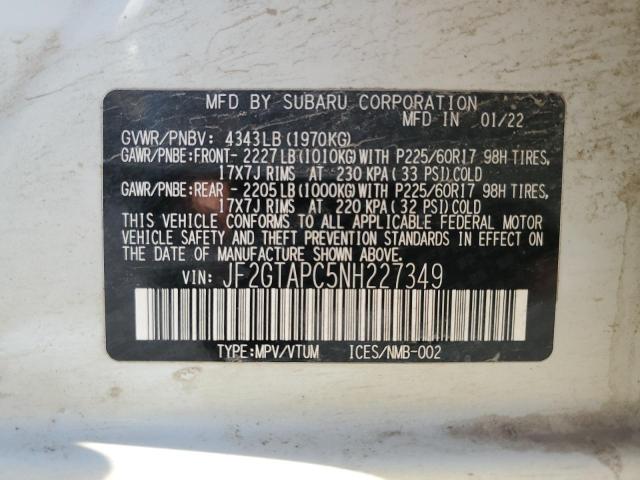 MFD BY SUBARU CORPORATION
MFD IN 01/22
GVWR/PNBV: 4343LB(1970KG)
GAWR/PNBE:FRONT- 2227LB(1010KG)WITH P225/60R17 98H TIRES,
17X7J RIMS AT 230 KPA(33 PSI)COLD
GAWR/PNBE:REAR - 2205LB(1000KG)WITH P225/60R17 98H TIRES,
17X7J RIMS AT 220 KPA(32 PSI)COLD
THIS VEHICLE CONFORMS TO ALL APPLICABLE FEDERAL MOTOR
VEHICLE SAFETY AND THEFT PREVENTION STANDARDS IN EFFECT
ON THE DATE OF MANUFACTURE SHOWN ABOVE.
VIN: JF2GTAPC5NH227349
TYPE:MPV/VTUM ICES/NMB-002